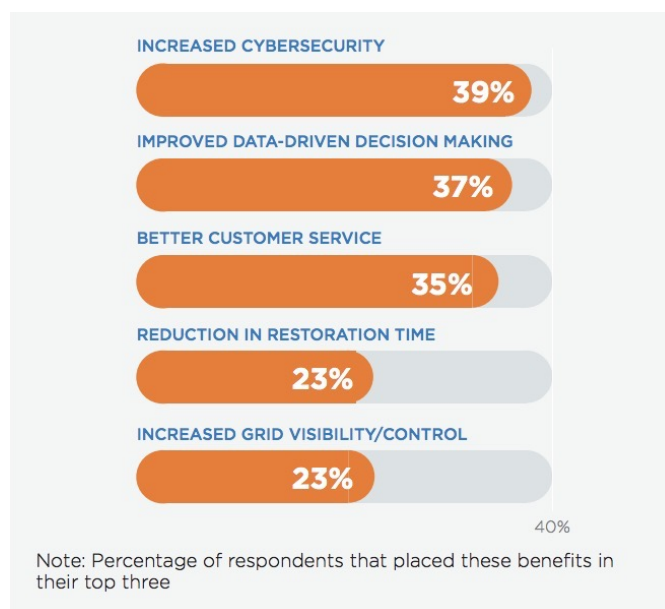 INCREASED CYBERSECURITY
39%
IMPROVED DATA-DRIVEN DECISION MAKING
37%
BETTER CUSTOMER SERVICE
35%
REDUCTION IN RESTORATION TIME
23%
INCREASED GRID VISIBILITY/CONTROL
23%
40%
Note: Percentage of respondents that placed these benefits in
their top three